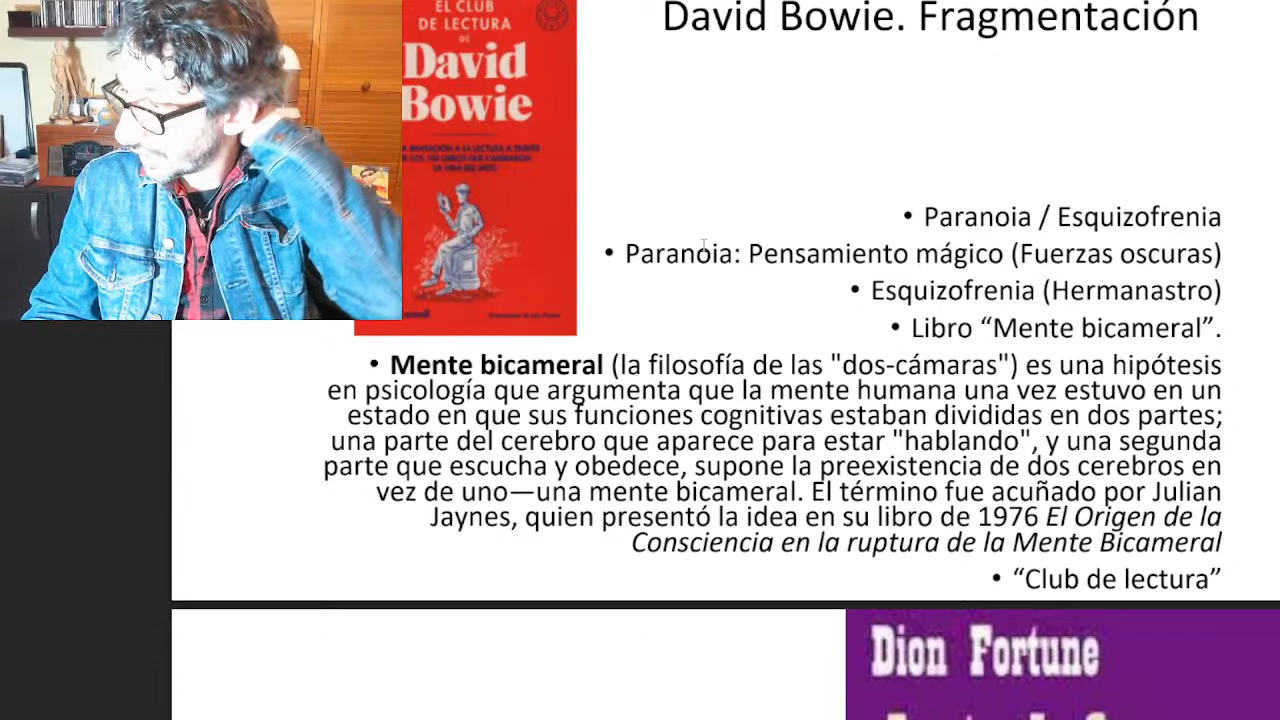 EL CLUB
DE LECTURA
DE
David
Bowie
David Bowie. Fragmentación
• Paranoia / Esquizofrenia
• Paranoia: Pensamiento mágico (Fuerzas oscuras)
• Esquizofrenia (Hermanastro)
• Libro “Mente bicameral”.
• Mente bicameral (la filosofía de las "dos-cámaras") es una hipótesis
en psicología que argumenta que la mente humana una vez estuvo en un
estado en que sus funciones cognitivas estaban divididas en dos partes;
una parte del cerebro que aparece para estar "hablando", y una segunda
parte que escucha y obedece, supone la preexistencia de dos cerebros en
vez de uno—una mente bicameral. El término fue acuñado por Julian
Jaynes, quien presentó la idea en su libro de 1976 El Origen de la
Consciencia en la ruptura de la Mente Bicameral
• “Club de lectura”
Dion Fortune